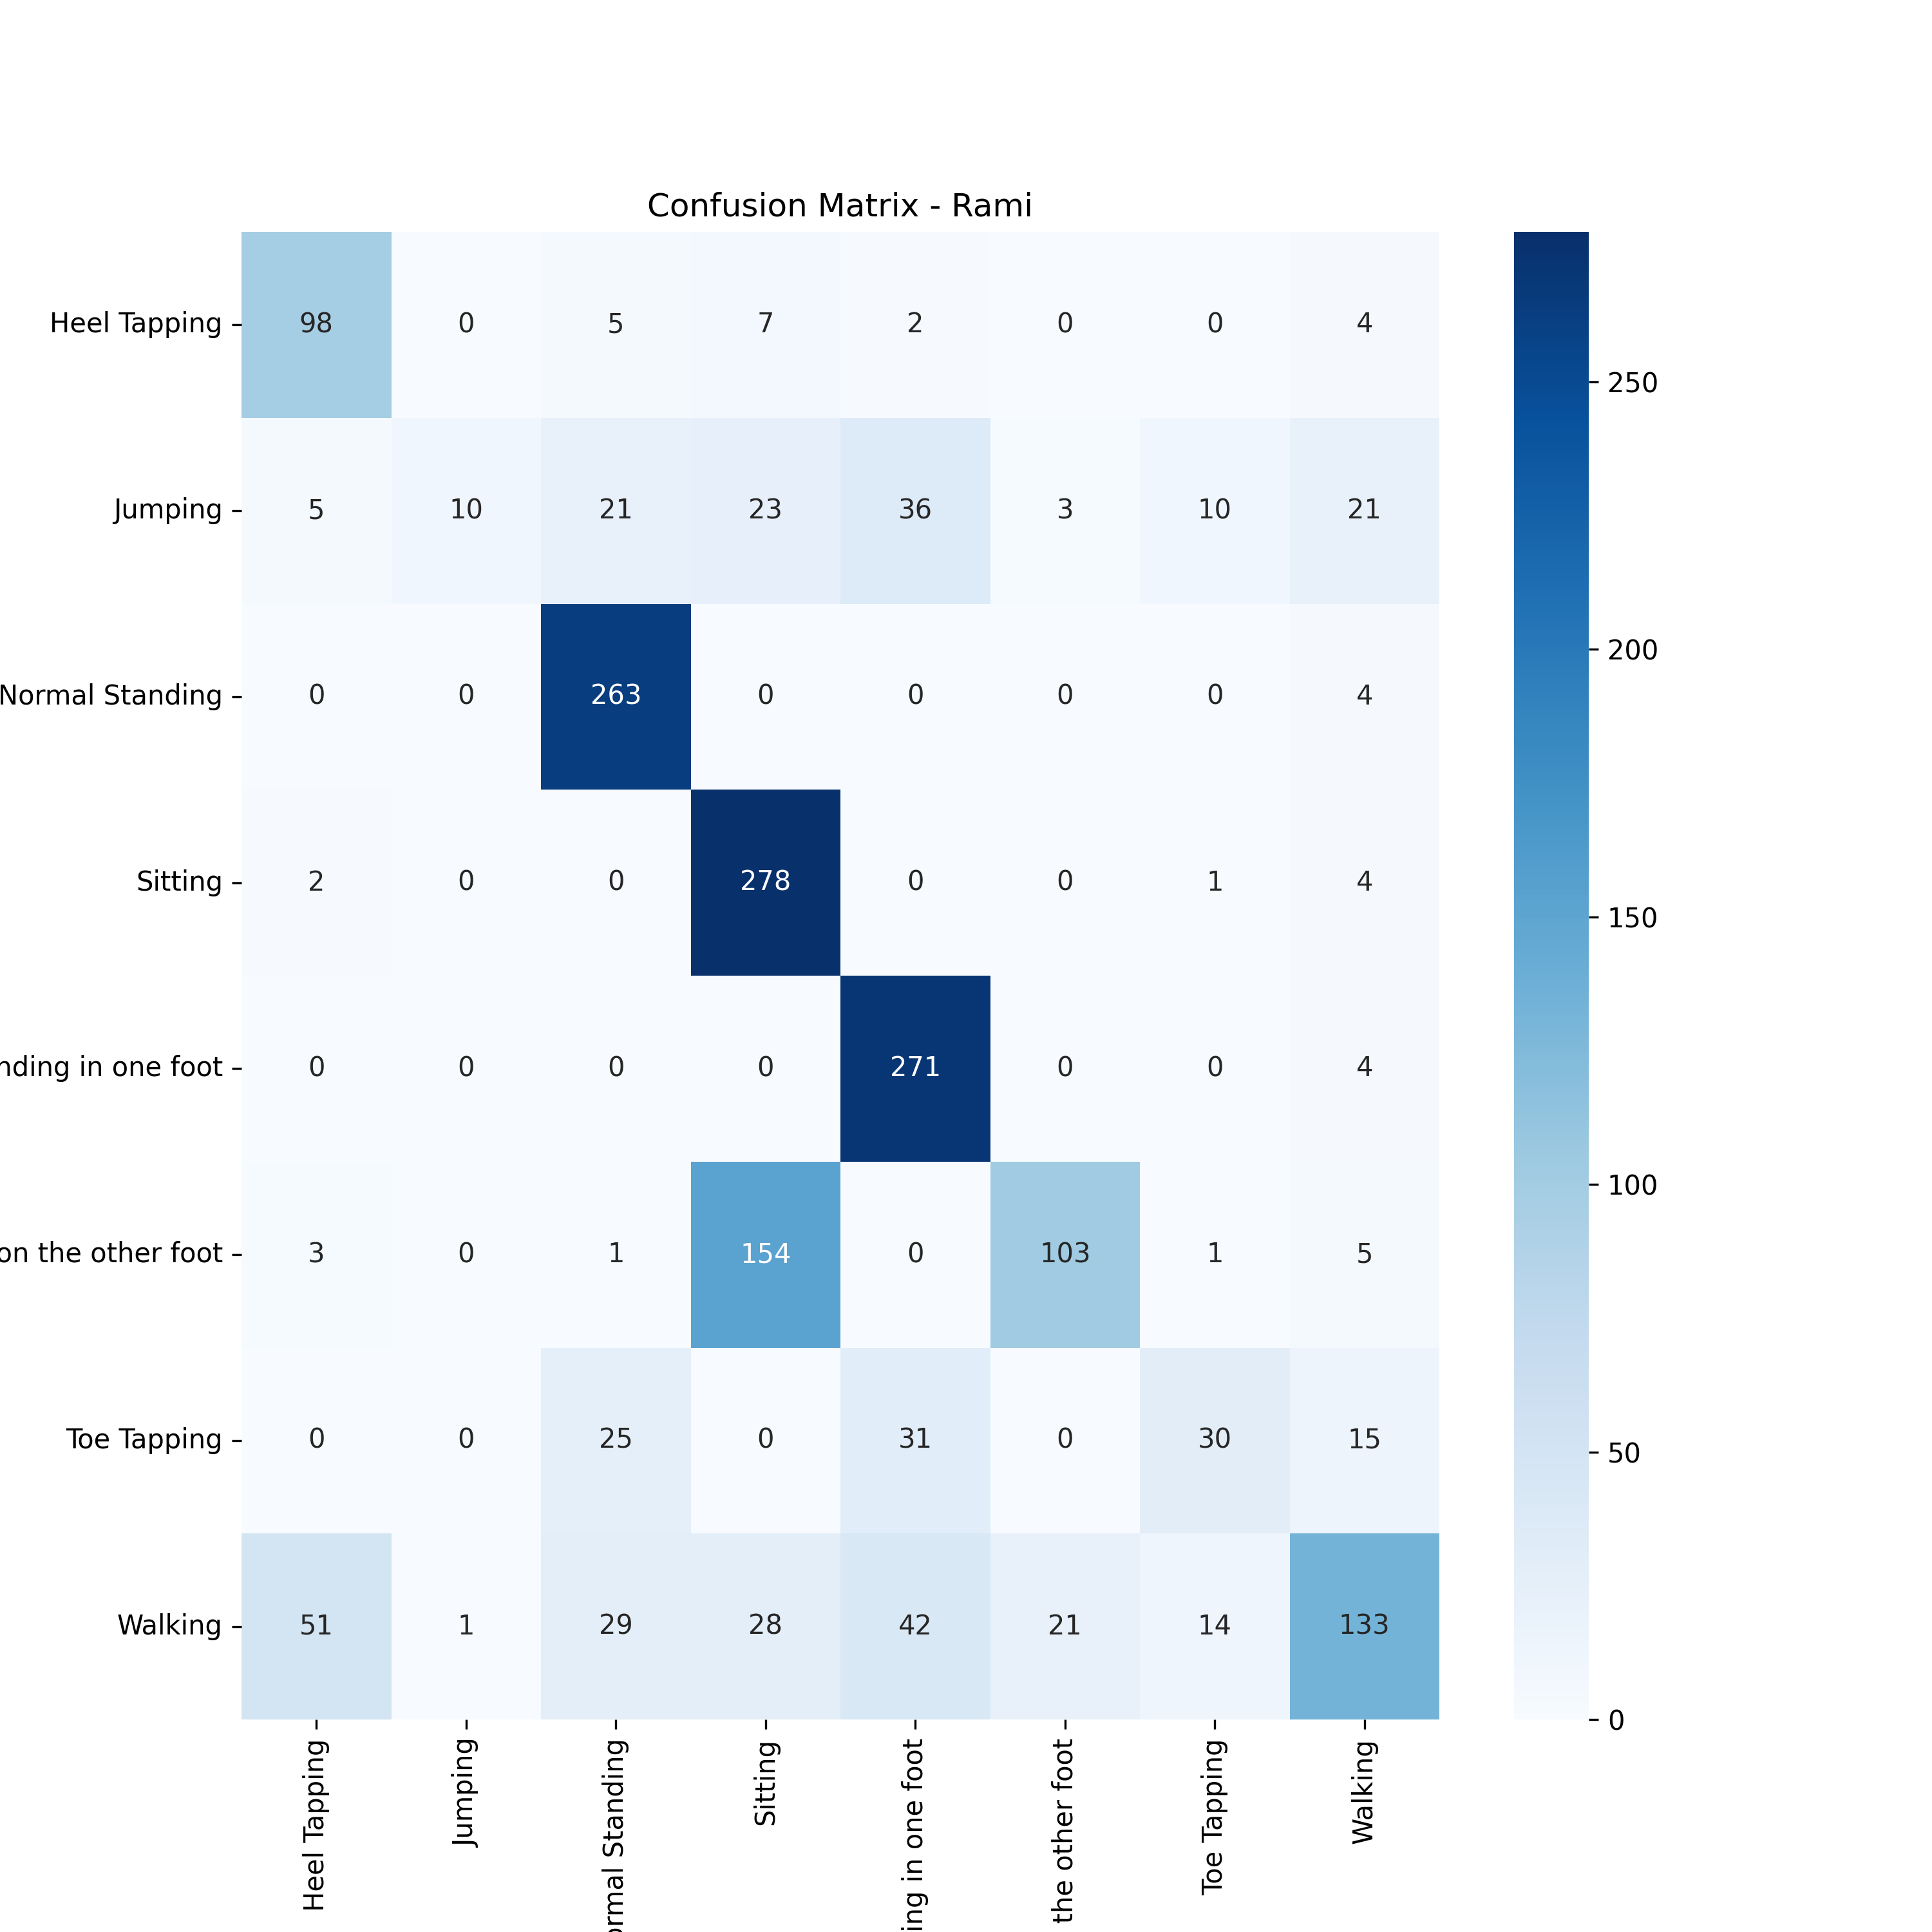 Confusion Matrix - Rami
Heel Tapping 98 0 5 7 2 0 0 4
250
Jumping 5 10 21 23 36 3 10 21
200
Normal Standing 0 0 263 0 0 0 0 4
Sitting 2 0 0 278 0 0 1 4
150
nding in one foot 0 0 0 0 271 0 0 4
100
on the other foot 3 0 1 154 0 103 1 5
Toe Tapping 0 0 25 0 31 0 30 15
50
Walking 51 1 29 28 42 21 14 133
0
Heel Tapping
Jumping
ormal Standing
Sitting
ing in one foot
the other foot
Toe Tapping
Walking